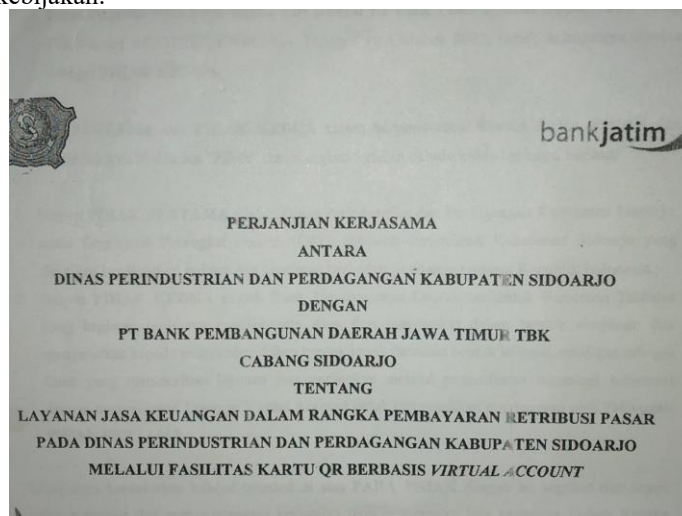 kebijakan.
bankjatim
PERJANJIAN KERJASAMA
ANTARA
DINAS PERINDUSTRIAN DAN PERDAGANGAN KABUPATEN SIDOARJO
DENGAN
PT BANK PEMBANGUNAN DAERAH JAWA TIMUR TBK
CABANG SIDOARJO
TENTANG
LAYANAN JASA KEUANGAN DALAM RANGKA PEMBAYARAN RETRIBUSI PASAR
PADA DINAS PERINDUSTRIAN DAN PERDAGANGAN KABUPATEN SIDOARJO
MELALUI FASILITAS KARTU QR BERBASIS VIRTUAL ACCOUNT